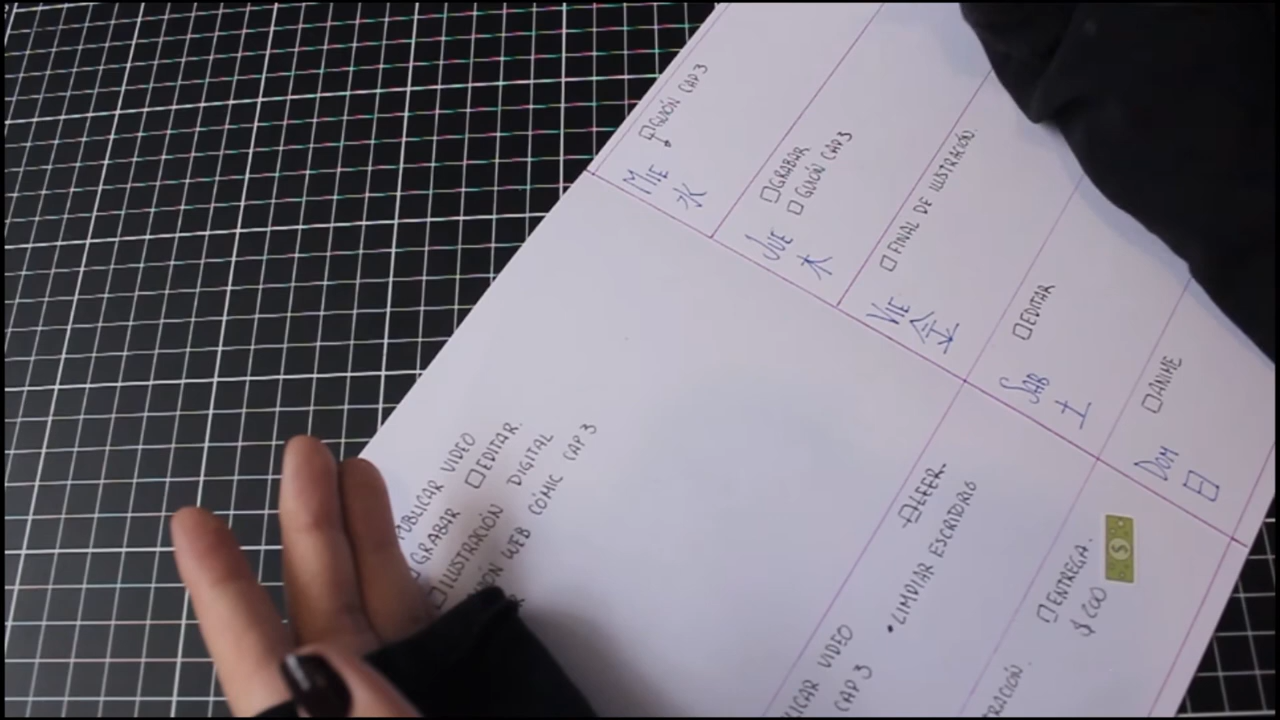 MIE
水
GUIÓN CAP 3
JUE
木
GRABAR
GUIÓN CAP 3
VIE
金
FINAL DE ILUSTRACIÓN.
SAB
土
EDITAR
DOM
日
ANIME
PUBLICAR VIDEO
GRABAR EDITAR.
ILUSTRACIÓN DIGITAL
WEB CÓMIC CAP 3
LEER.
• LIMPIAR ESCRITORIO
VIDEO
CAP 3
ENTREGA.
$200
$